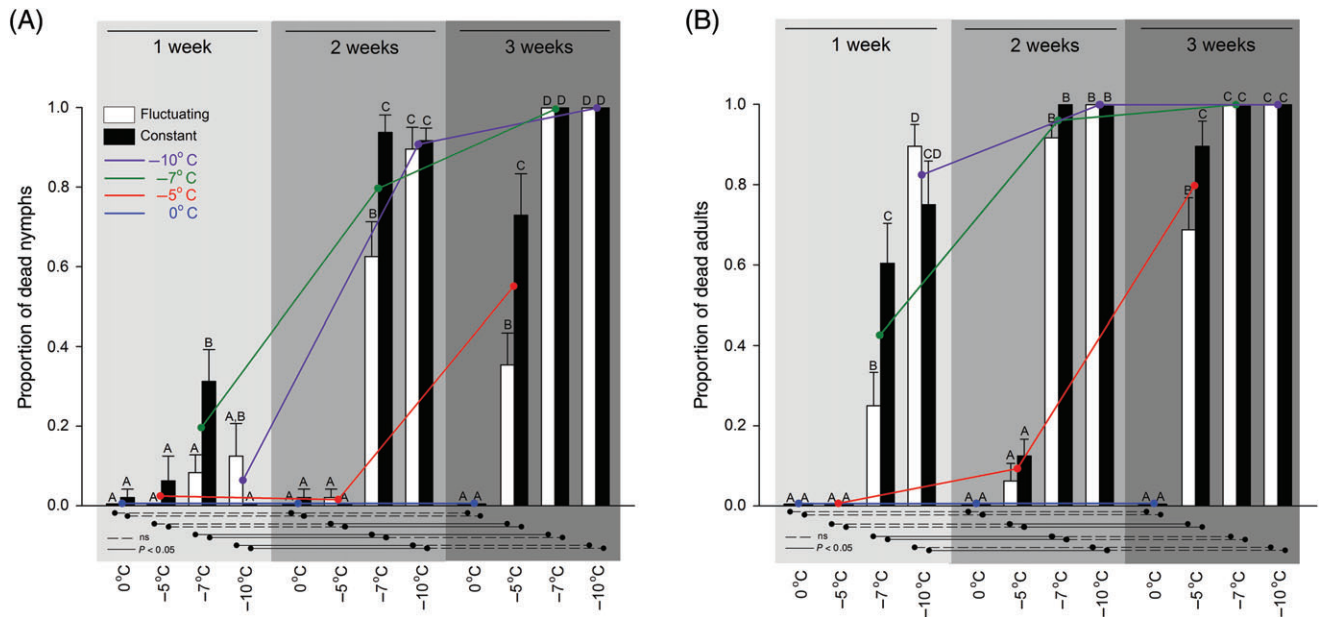 (A)
1 week 2 weeks 3 weeks
Fluctuating
Constant
–10°C
–7°C
–5°C
0°C
Proportion of dead nymphs
1.0
0.8
0.6
0.4
0.2
0.0
A A A A A B A,B A
A A A A B C C C
A A B C D D D D
ns
P < 0.05
0°C –5°C –7°C –10°C 0°C –5°C –7°C –10°C 0°C –5°C –7°C –10°C
(B)
1 week 2 weeks 3 weeks
Proportion of dead adults
1.0
0.8
0.6
0.4
0.2
0.0
A A A A B C D CD
A A A A B B B B
A A B C C C C C
ns
P < 0.05
0°C –5°C –7°C –10°C 0°C –5°C –7°C –10°C 0°C –5°C –7°C –10°C